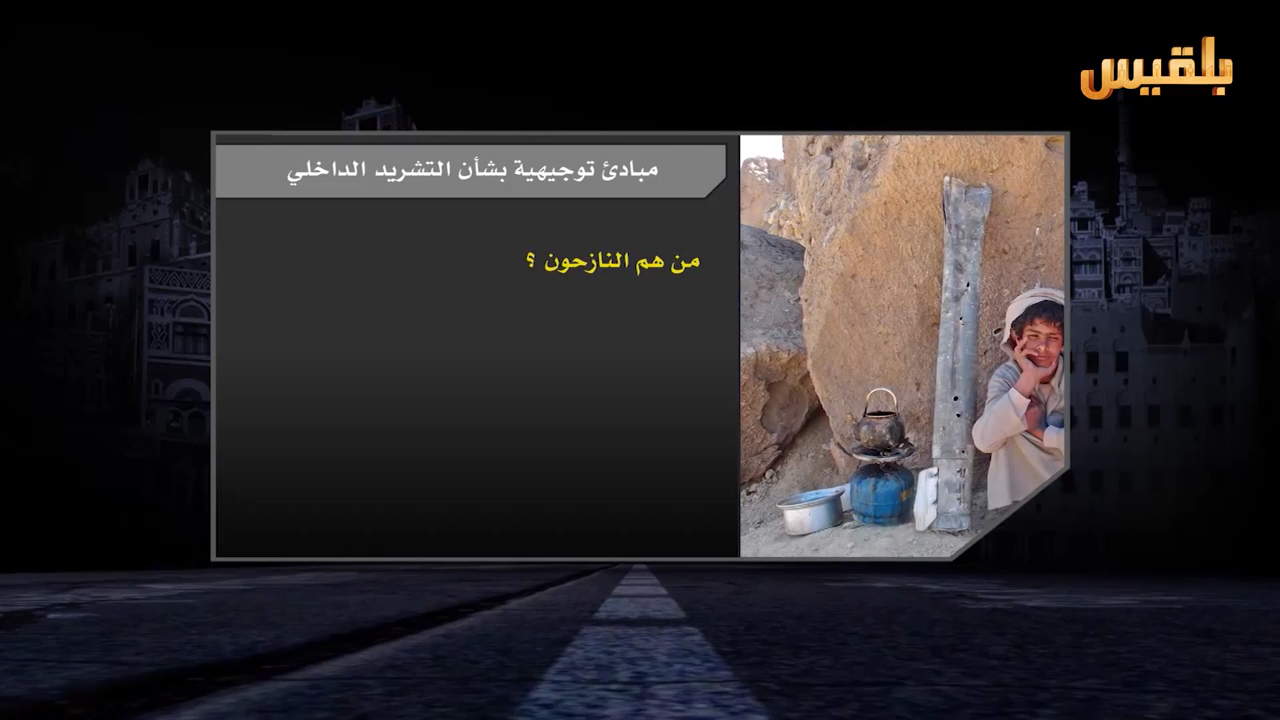 بلقيس
مبادئ توجيهية بشأن التشريد الداخلي
من هم النازحون ؟